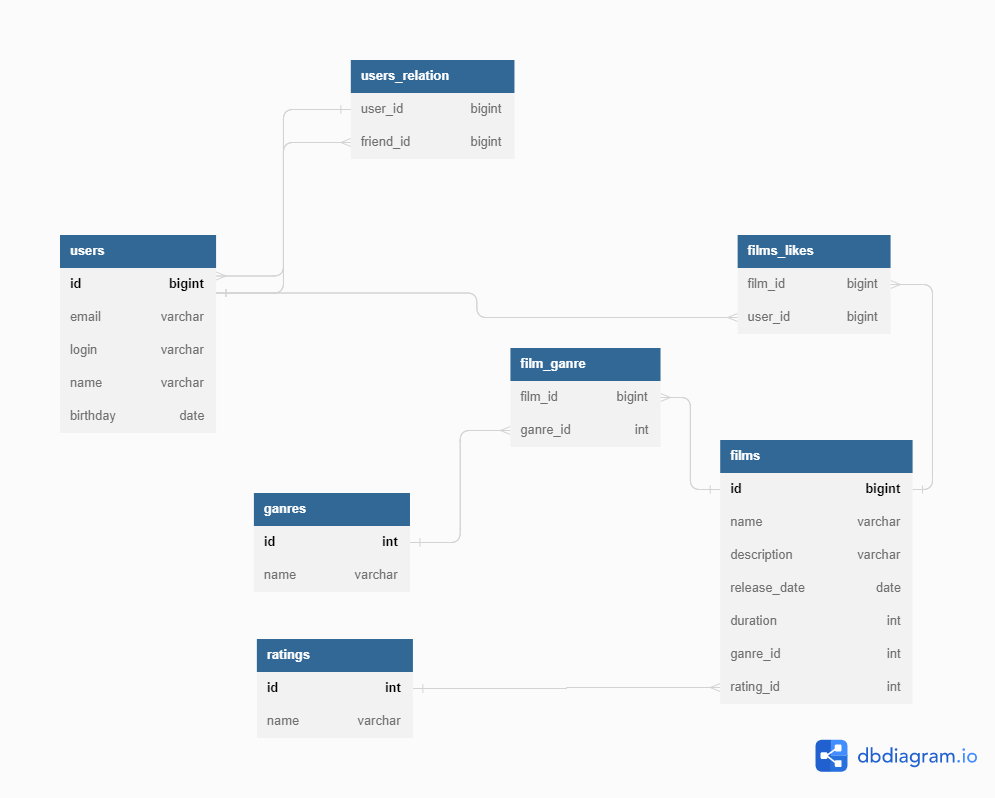 users_relation
user_id bigint
friend_id bigint
users
id bigint
email varchar
login varchar
name varchar
birthday date
films_likes
film_id bigint
user_id bigint
film_ganre
film_id bigint
ganre_id int
films
id bigint
name varchar
description varchar
release_date date
duration int
ganre_id int
rating_id int
ganres
id int
name varchar
ratings
id int
name varchar
dbdiagram.io